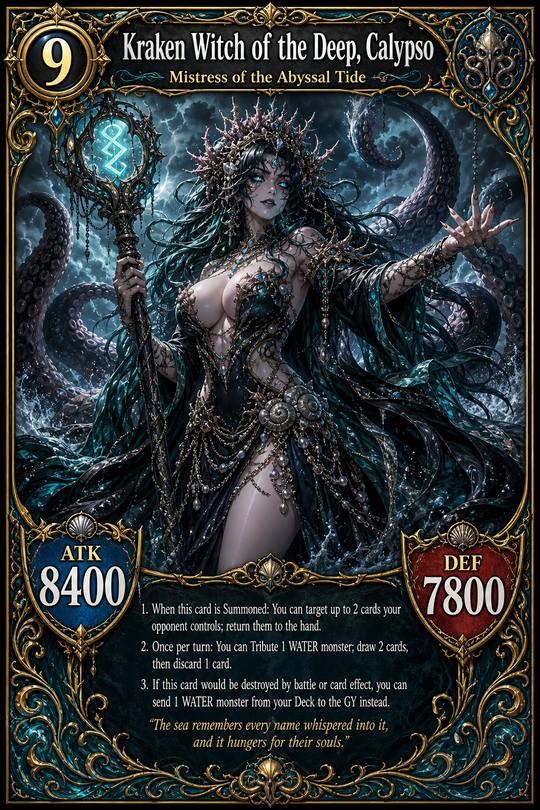 9
Kraken Witch of the Deep, Calypso
Mistress of the Abyssal Tide
ATK
8400
DEF
7800
1. When this card is Summoned: You can target up to 2 cards your
opponent controls; return them to the hand.
2. Once per turn: You can Tribute 1 WATER monster; draw 2 cards,
then discard 1 card.
3. If this card would be destroyed by battle or card effect, you can
send 1 WATER monster from your Deck to the GY instead.
“The sea remembers every name whispered into it,
and it hungers for their souls.”